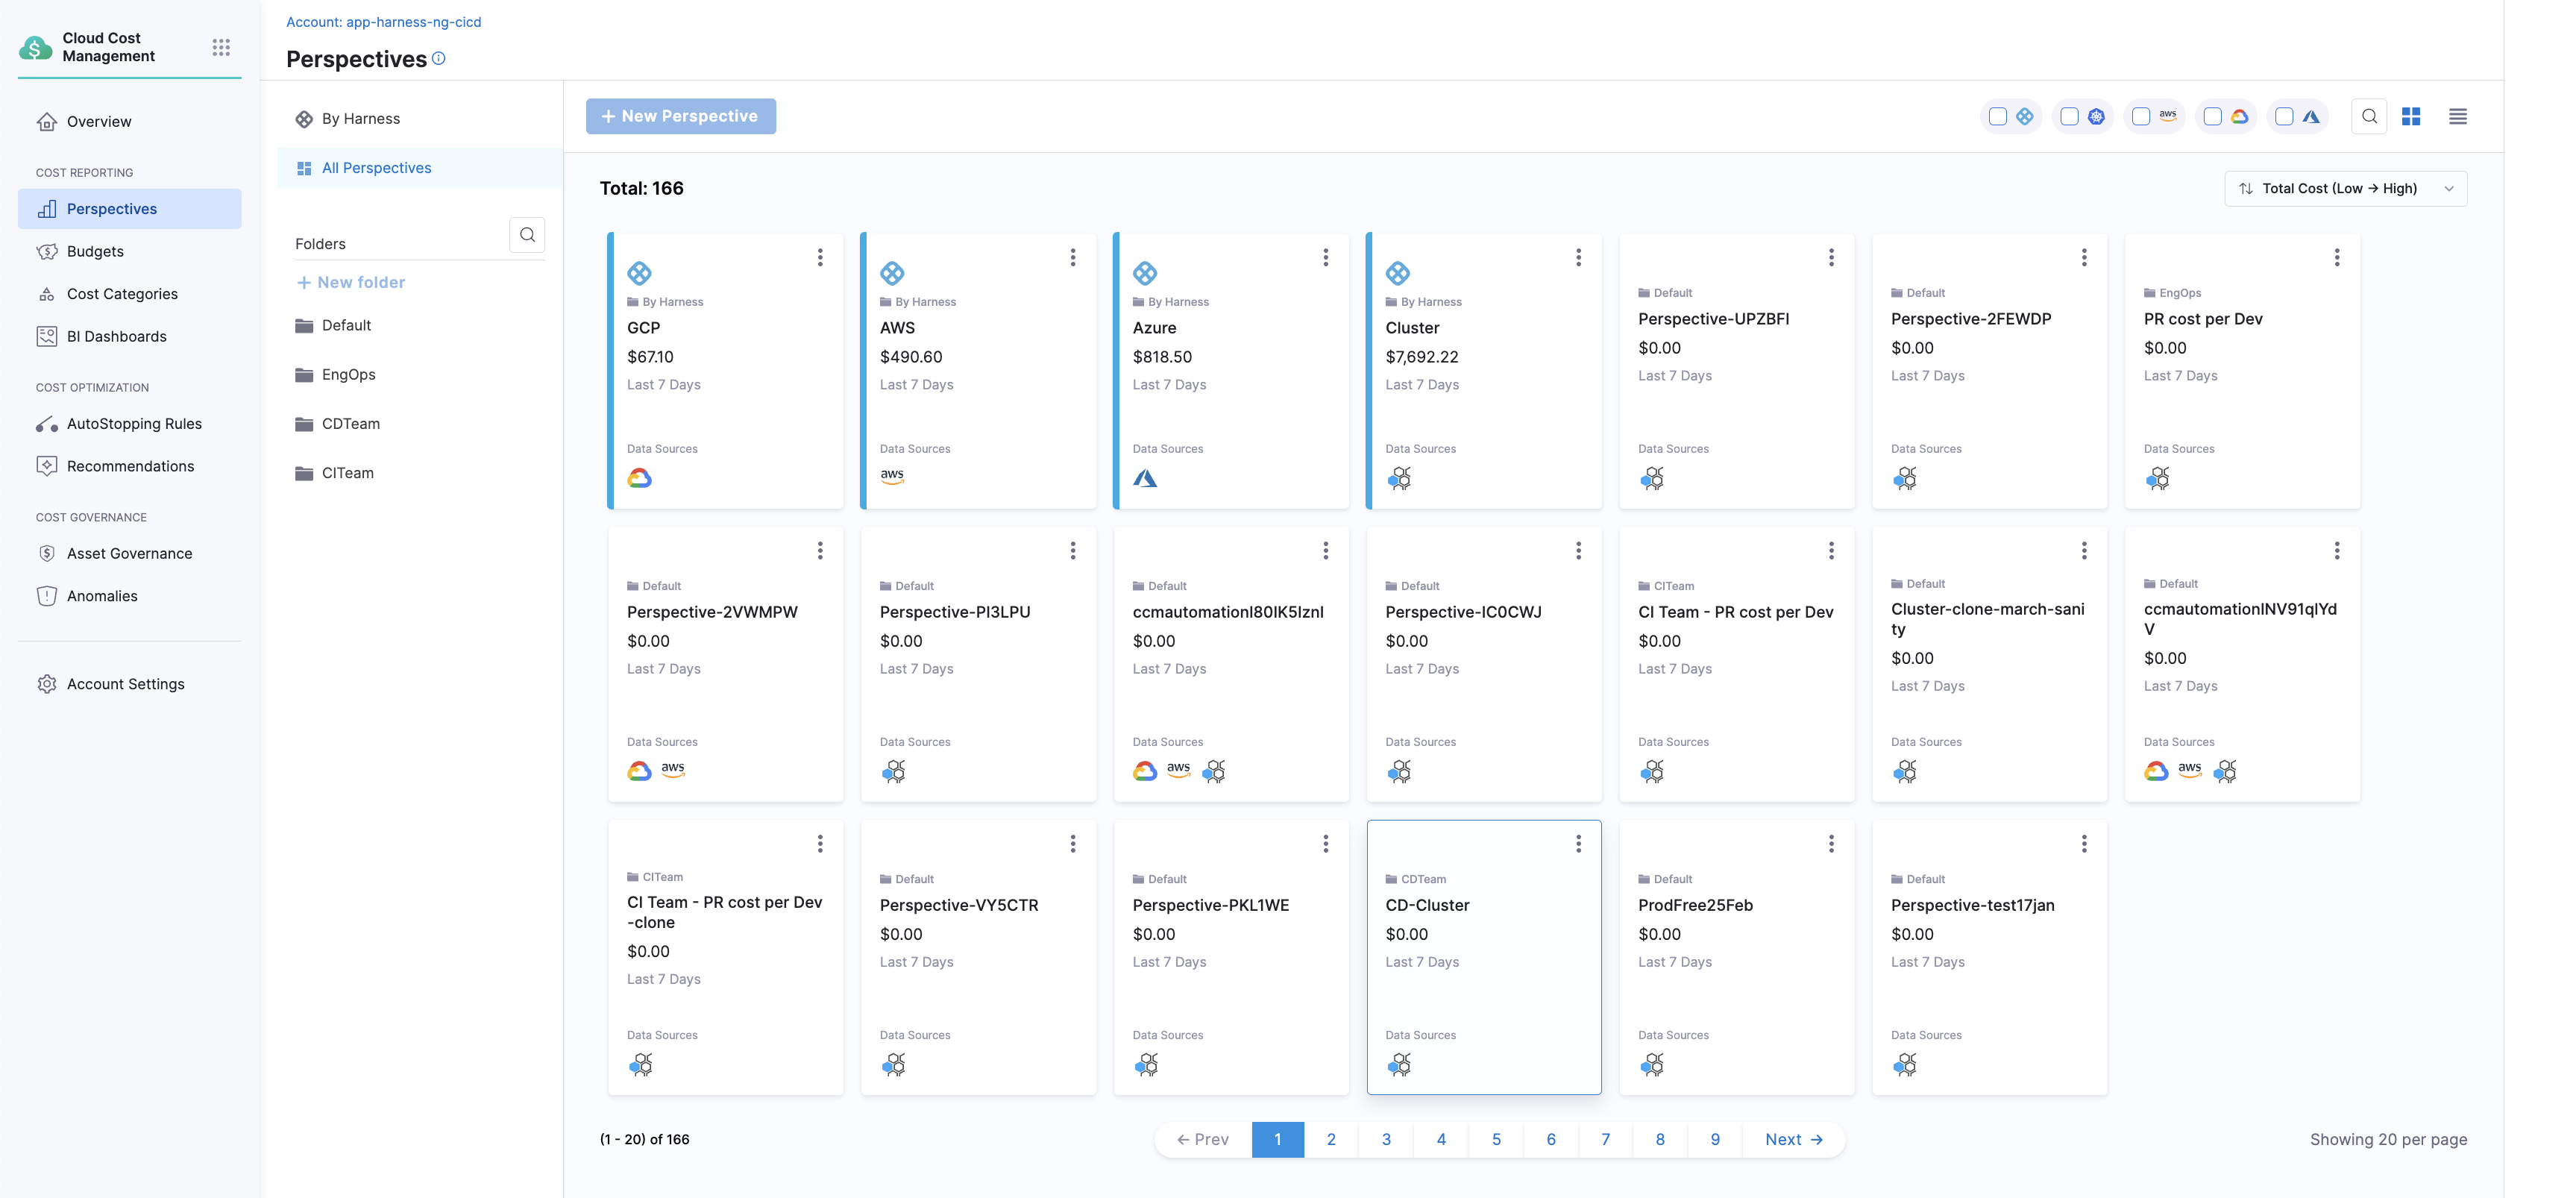 Cloud Cost
Management
Overview
COST REPORTING
Perspectives
Budgets
Cost Categories
BI Dashboards
COST OPTIMIZATION
AutoStopping Rules
Recommendations
COST GOVERNANCE
Asset Governance
Anomalies
Account Settings
Account: app-harness-ng-cicd
Perspectives
By Harness
All Perspectives
Folders
+ New folder
Default
EngOps
CDTeam
CITeam
+ New Perspective
aws
Total: 166
Total Cost (Low → High)
By Harness
GCP
$67.10
Last 7 Days
Data Sources
By Harness
AWS
$490.60
Last 7 Days
Data Sources
aws
By Harness
Azure
$818.50
Last 7 Days
Data Sources
By Harness
Cluster
$7,692.22
Last 7 Days
Data Sources
Default
Perspective-UPZBFI
$0.00
Last 7 Days
Data Sources
Default
Perspective-2FEWDP
$0.00
Last 7 Days
Data Sources
EngOps
PR cost per Dev
$0.00
Last 7 Days
Data Sources
Default
Perspective-2VWMPW
$0.00
Last 7 Days
Data Sources
aws
Default
Perspective-PI3LPU
$0.00
Last 7 Days
Data Sources
Default
ccmautomationI80IK5IznI
$0.00
Last 7 Days
Data Sources
aws
Default
Perspective-IC0CWJ
$0.00
Last 7 Days
Data Sources
CITeam
CI Team - PR cost per Dev
$0.00
Last 7 Days
Data Sources
Default
Cluster-clone-march-sani
ty
$0.00
Last 7 Days
Data Sources
Default
ccmautomationINV91qIYd
V
$0.00
Last 7 Days
Data Sources
aws
CITeam
CI Team - PR cost per Dev
-clone
$0.00
Last 7 Days
Data Sources
Default
Perspective-VY5CTR
$0.00
Last 7 Days
Data Sources
Default
Perspective-PKL1WE
$0.00
Last 7 Days
Data Sources
CDTeam
CD-Cluster
$0.00
Last 7 Days
Data Sources
Default
ProdFree25Feb
$0.00
Last 7 Days
Data Sources
Default
Perspective-test17jan
$0.00
Last 7 Days
Data Sources
(1 - 20) of 166
← Prev 1 2 3 4 5 6 7 8 9 Next →
Showing 20 per page